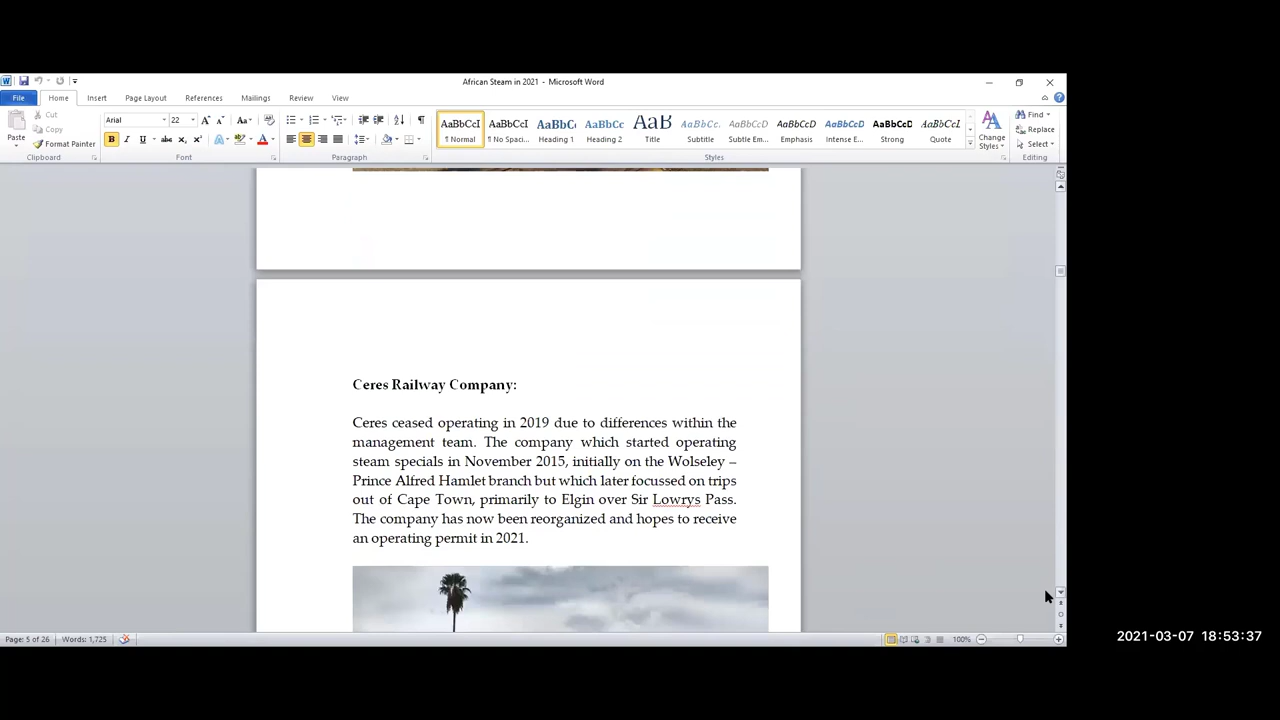 African Steam in 2021 - Microsoft Word
File Home Insert Page Layout References Mailings Review View
Paste
Cut
Copy
Format Painter
Clipboard
Arial 22
Font
Paragraph
AaBbCcI AaBbCcI AaBbC AaBbCc AaB AaBbCc. AaBbCcD AaBbCcD AaBbCcD AaBbCcD AaBbCcI
¶ Normal ¶ No Spaci... Heading 1 Heading 2 Title Subtitle Subtle Em... Emphasis Intense E... Strong Quote
Styles
Change
Styles
Find
Replace
Select
Editing
Ceres Railway Company:
Ceres ceased operating in 2019 due to differences within the
management team. The company which started operating
steam specials in November 2015, initially on the Wolseley –
Prince Alfred Hamlet branch but which later focussed on trips
out of Cape Town, primarily to Elgin over Sir Lowrys Pass.
The company has now been reorganized and hopes to receive
an operating permit in 2021.
Page: 5 of 26 Words: 1,725 100%
2021-03-07 18:53:37